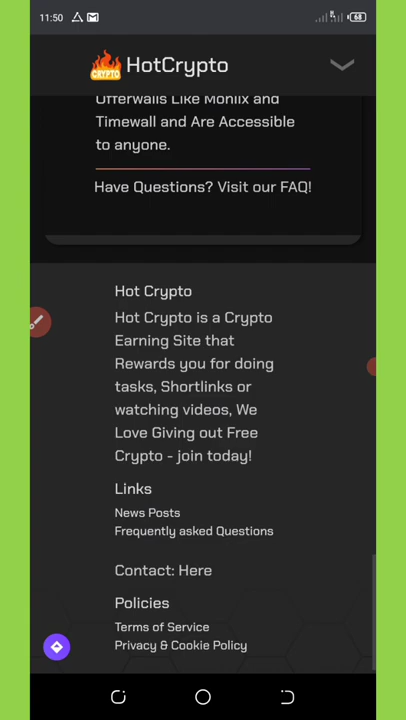 11:50
68
CRYPTO
HotCrypto
Offerwalls Like Monlix and
Timewall and Are Accessible
to anyone.
Have Questions? Visit our FAQ!
Hot Crypto
Hot Crypto is a Crypto
Earning Site that
Rewards you for doing
tasks, Shortlinks or
watching videos, We
Love Giving out Free
Crypto - join today!
Links
News Posts
Frequently asked Questions
Contact: Here
Policies
Terms of Service
Privacy & Cookie Policy